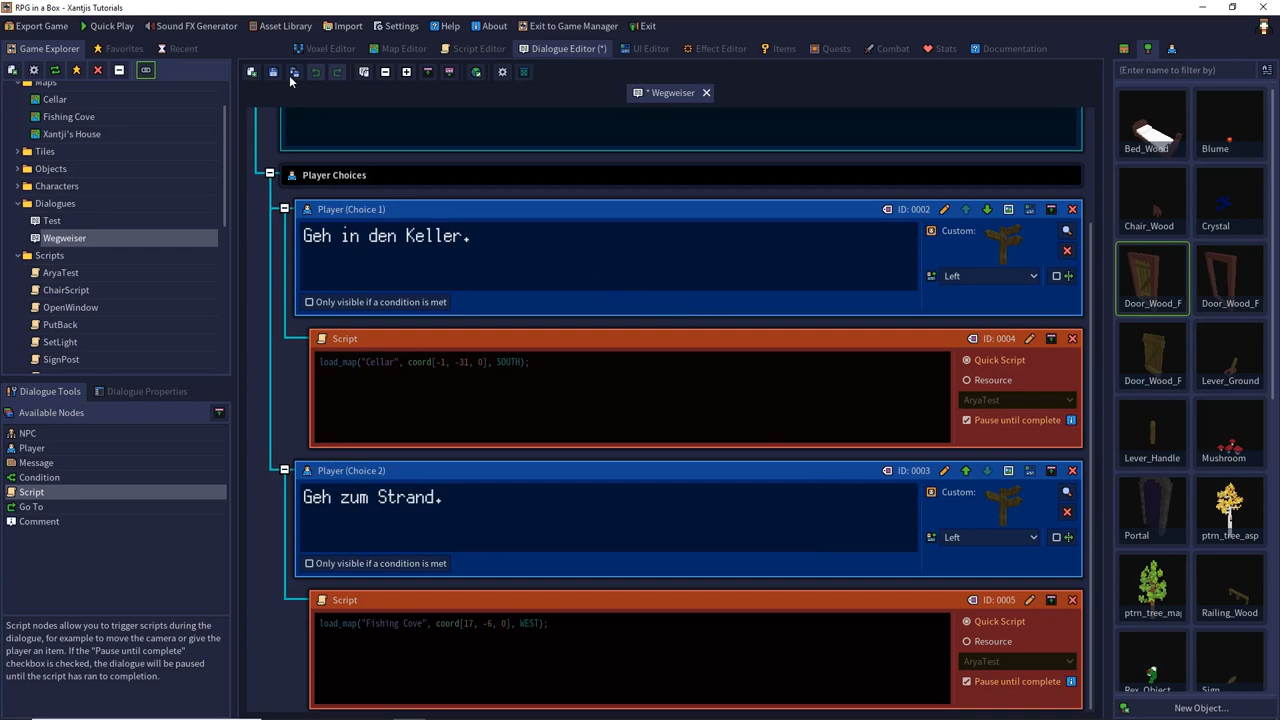 RPG in a Box - Xantjis Tutorials
Export Game
Quick Play
Sound FX Generator
Asset Library
Import
Settings
Help
About
Exit to Game Manager
Exit
Game Explorer
Favorites
Recent
Voxel Editor
Map Editor
Script Editor
Dialogue Editor (*)
UI Editor
Effect Editor
Items
Quests
Combat
Stats
Documentation
* Wegweiser
(Enter name to filter by)
Maps
Cellar
Fishing Cove
Xantji's House
Tiles
Objects
Characters
Dialogues
Test
Wegweiser
Scripts
AryaTest
ChairScript
OpenWindow
PutBack
SetLight
SignPost
Dialogue Tools
Dialogue Properties
Available Nodes
NPC
Player
Message
Condition
Script
Go To
Comment
Script nodes allow you to trigger scripts during the
dialogue, for example to move the camera or give the
player an item. If the "Pause until complete"
checkbox is checked, the dialogue will be paused
until the script has ran to completion.
Player Choices
Player (Choice 1)
ID: 0002
Geh in den Keller.
Custom:
Left
Only visible if a condition is met
Script
ID: 0004
load_map("Cellar", coord[-1, -31, 0], SOUTH);
Quick Script
Resource
AryaTest
Pause until complete
Player (Choice 2)
ID: 0003
Geh zum Strand.
Custom:
Left
Only visible if a condition is met
Script
ID: 0005
load_map("Fishing Cove", coord[17, -6, 0], WEST);
Quick Script
Resource
AryaTest
Pause until complete
Bed_Wood
Blume
Chair_Wood
Crystal
Door_Wood_F
Door_Wood_F
Door_Wood_F
Lever_Ground
Lever_Handle
Mushroom
Portal
ptrn_tree_asp
ptrn_tree_map
Railing_Wood
Rex_Object
Sign
New Object...